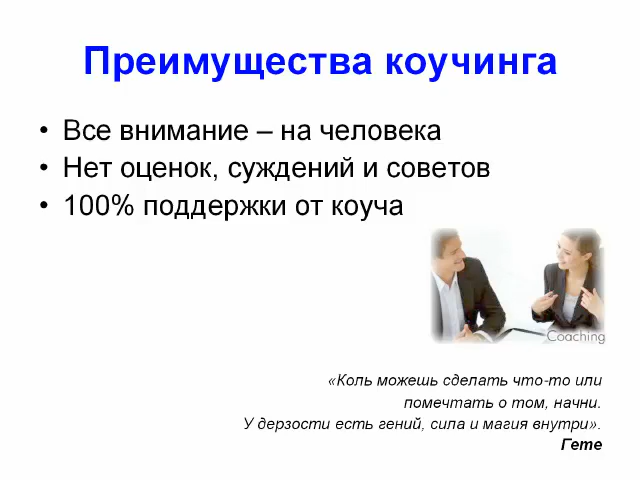 Преимущества коучинга
• Все внимание – на человека
• Нет оценок, суждений и советов
• 100% поддержки от коуча
Coaching
«Коль можешь сделать что-то или
помечтать о том, начни.
У дерзости есть гений, сила и магия внутри».
Гете